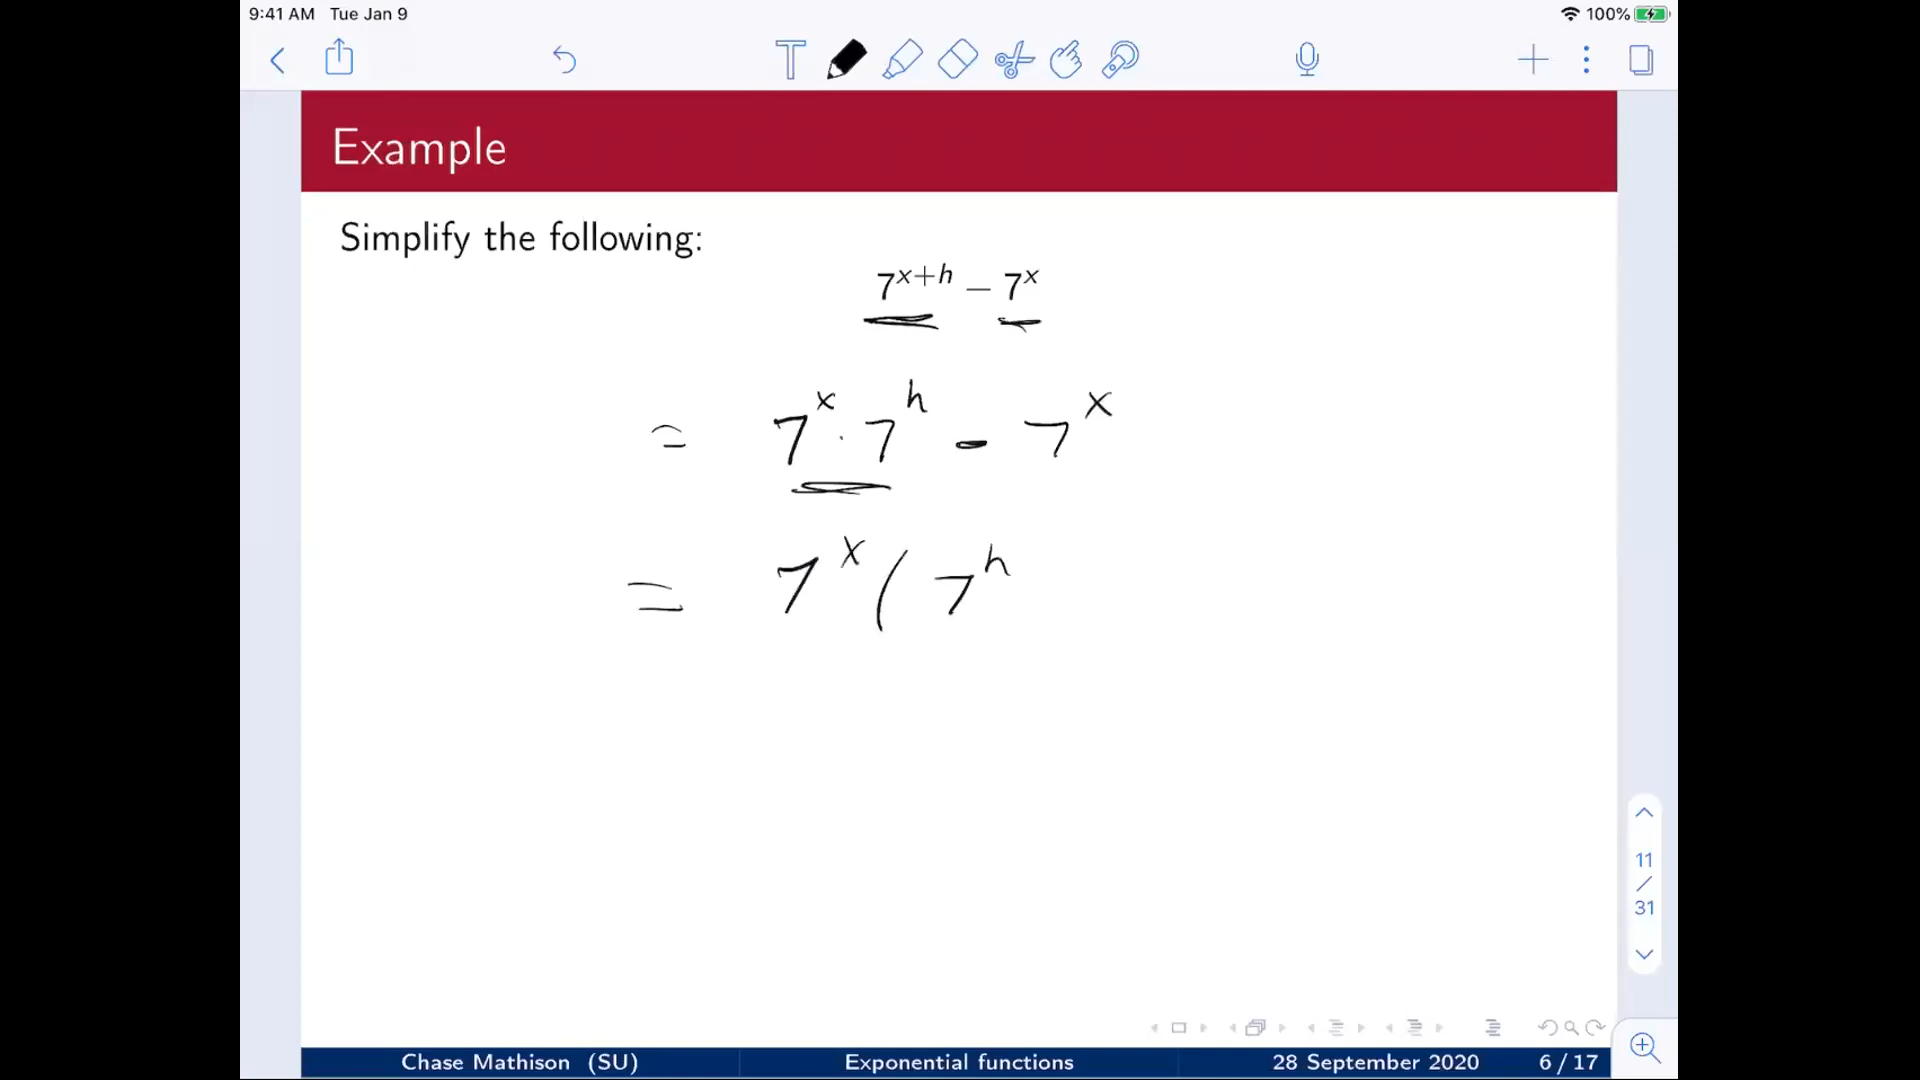 9:41 AM Tue Jan 9 100%
Example
Simplify the following:
7^{x+h} − 7^x
= 7^x · 7^h - 7^x
= 7^x ( 7^h
11
/
31
Chase Mathison (SU) Exponential functions 28 September 2020 6 / 17